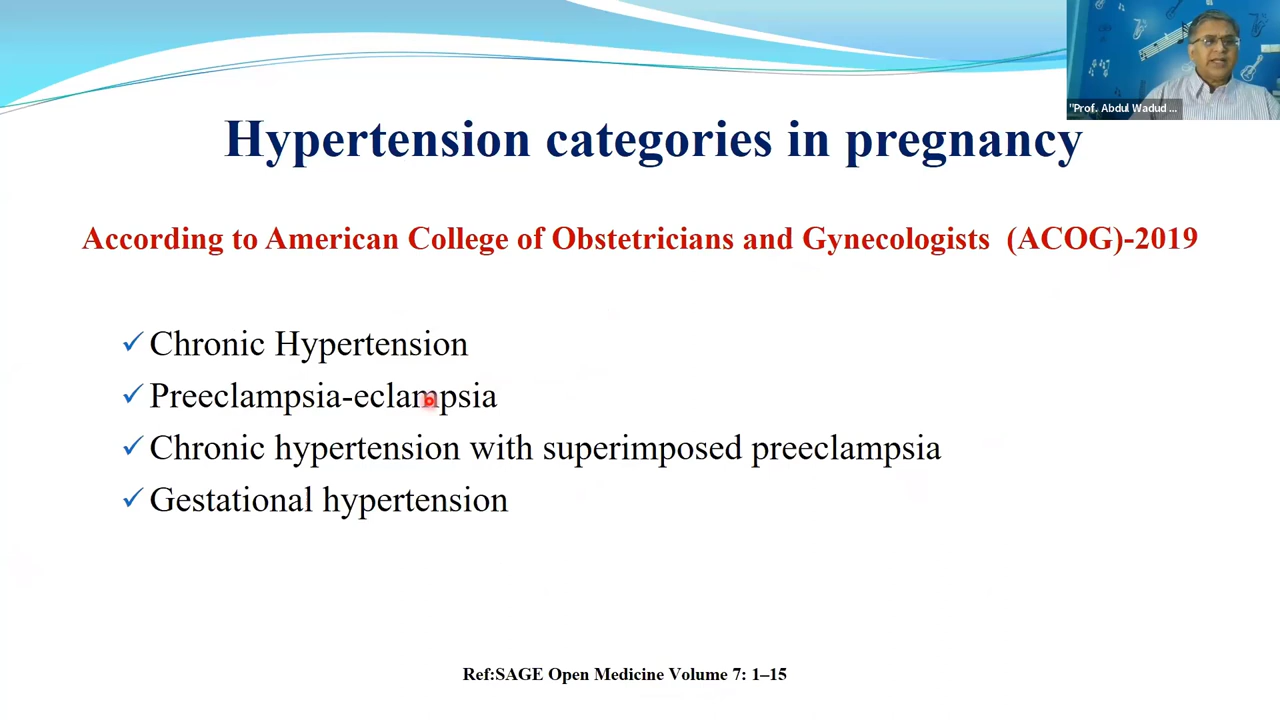 "Prof. Abdul Wadud ...
Hypertension categories in pregnancy
According to American College of Obstetricians and Gynecologists (ACOG)-2019
✓ Chronic Hypertension
✓ Preeclampsia-eclampsia
✓ Chronic hypertension with superimposed preeclampsia
✓ Gestational hypertension
Ref:SAGE Open Medicine Volume 7: 1–15